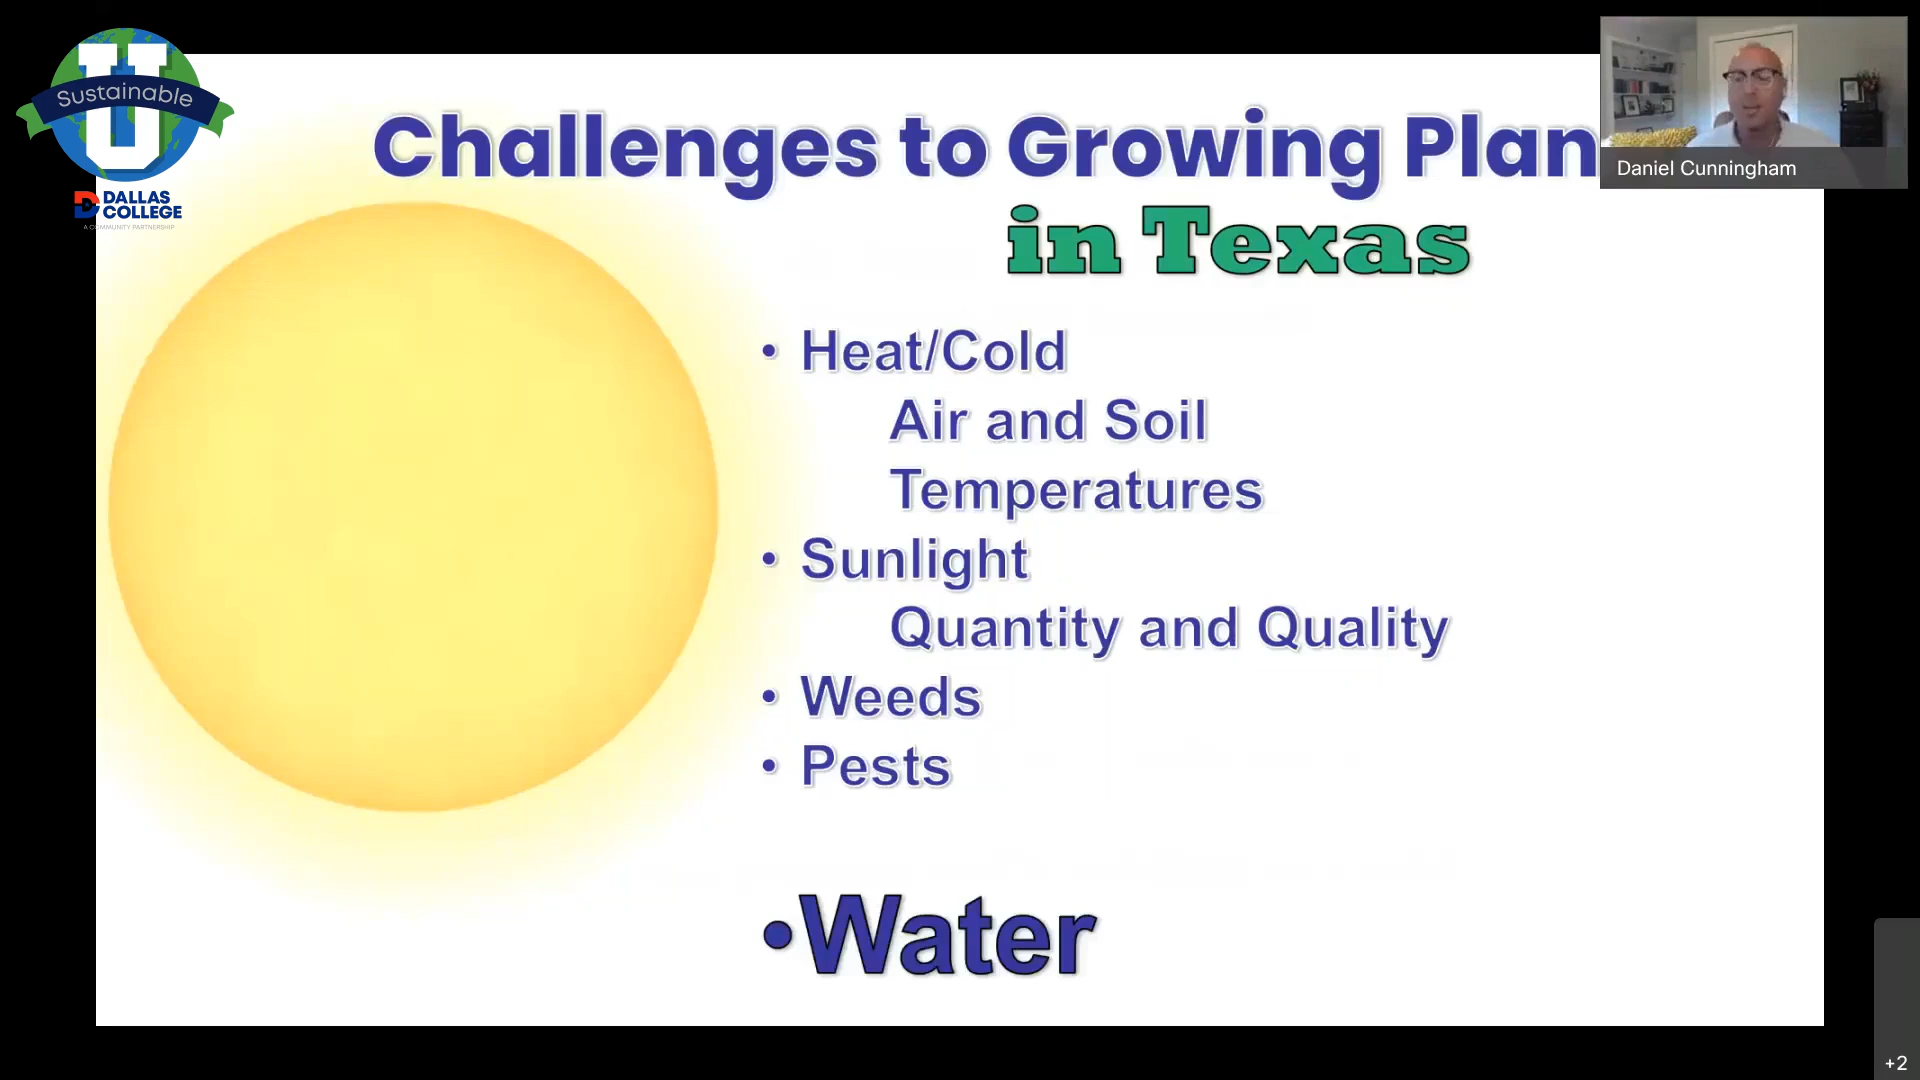 Sustainable
U
DALLAS
COLLEGE
A COMMUNITY PARTNERSHIP
Challenges to Growing Plan
in Texas
• Heat/Cold
Air and Soil
Temperatures
• Sunlight
Quantity and Quality
• Weeds
• Pests
•Water
Daniel Cunningham
+2